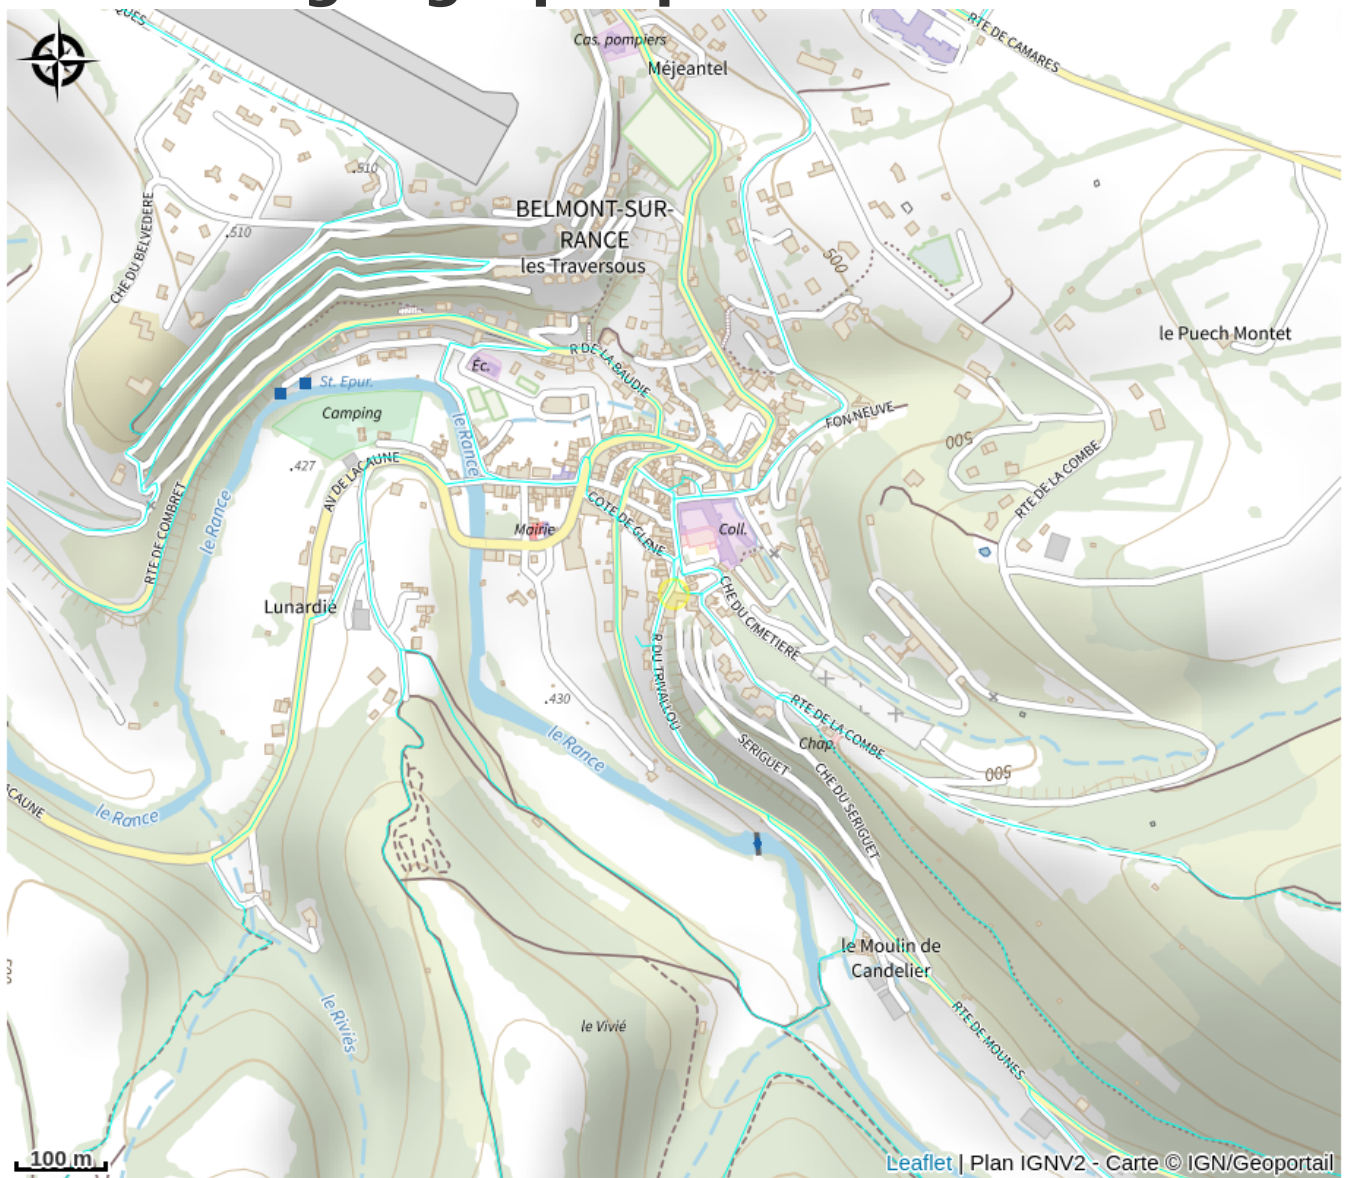 QUES
Cas. pompiers
RTE DE CAMARES
Méjeantel
.510
CHE DU BELVEDERE
BELMONT-SUR-
RANCE
.510
les Traversous
500
le Puech Montet
R DE LA BAUDIE
Éc.
St. Epur.
Camping
le Rance
FON-NEUVE
500
.427
AV DE LACAUNE
RTE DE LA COMBE
RTE DE COMBRET
le Rance
COTE DE GLENE
Mairie
Coll.
Lunardié
CHE DU CIMETIERE
R DU TRIVALLOU
.430
RTE DE LA COMBE
le Rance
SERIGUET
Chap.
CHE DU SERIGUET
500
ACAUNE
le Rance
le Moulin de
Candelier
le Riviès
le Vivié
RTE DE MOUNES
100 m
Leaflet | Plan IGNV2 - Carte © IGN/Geoportail